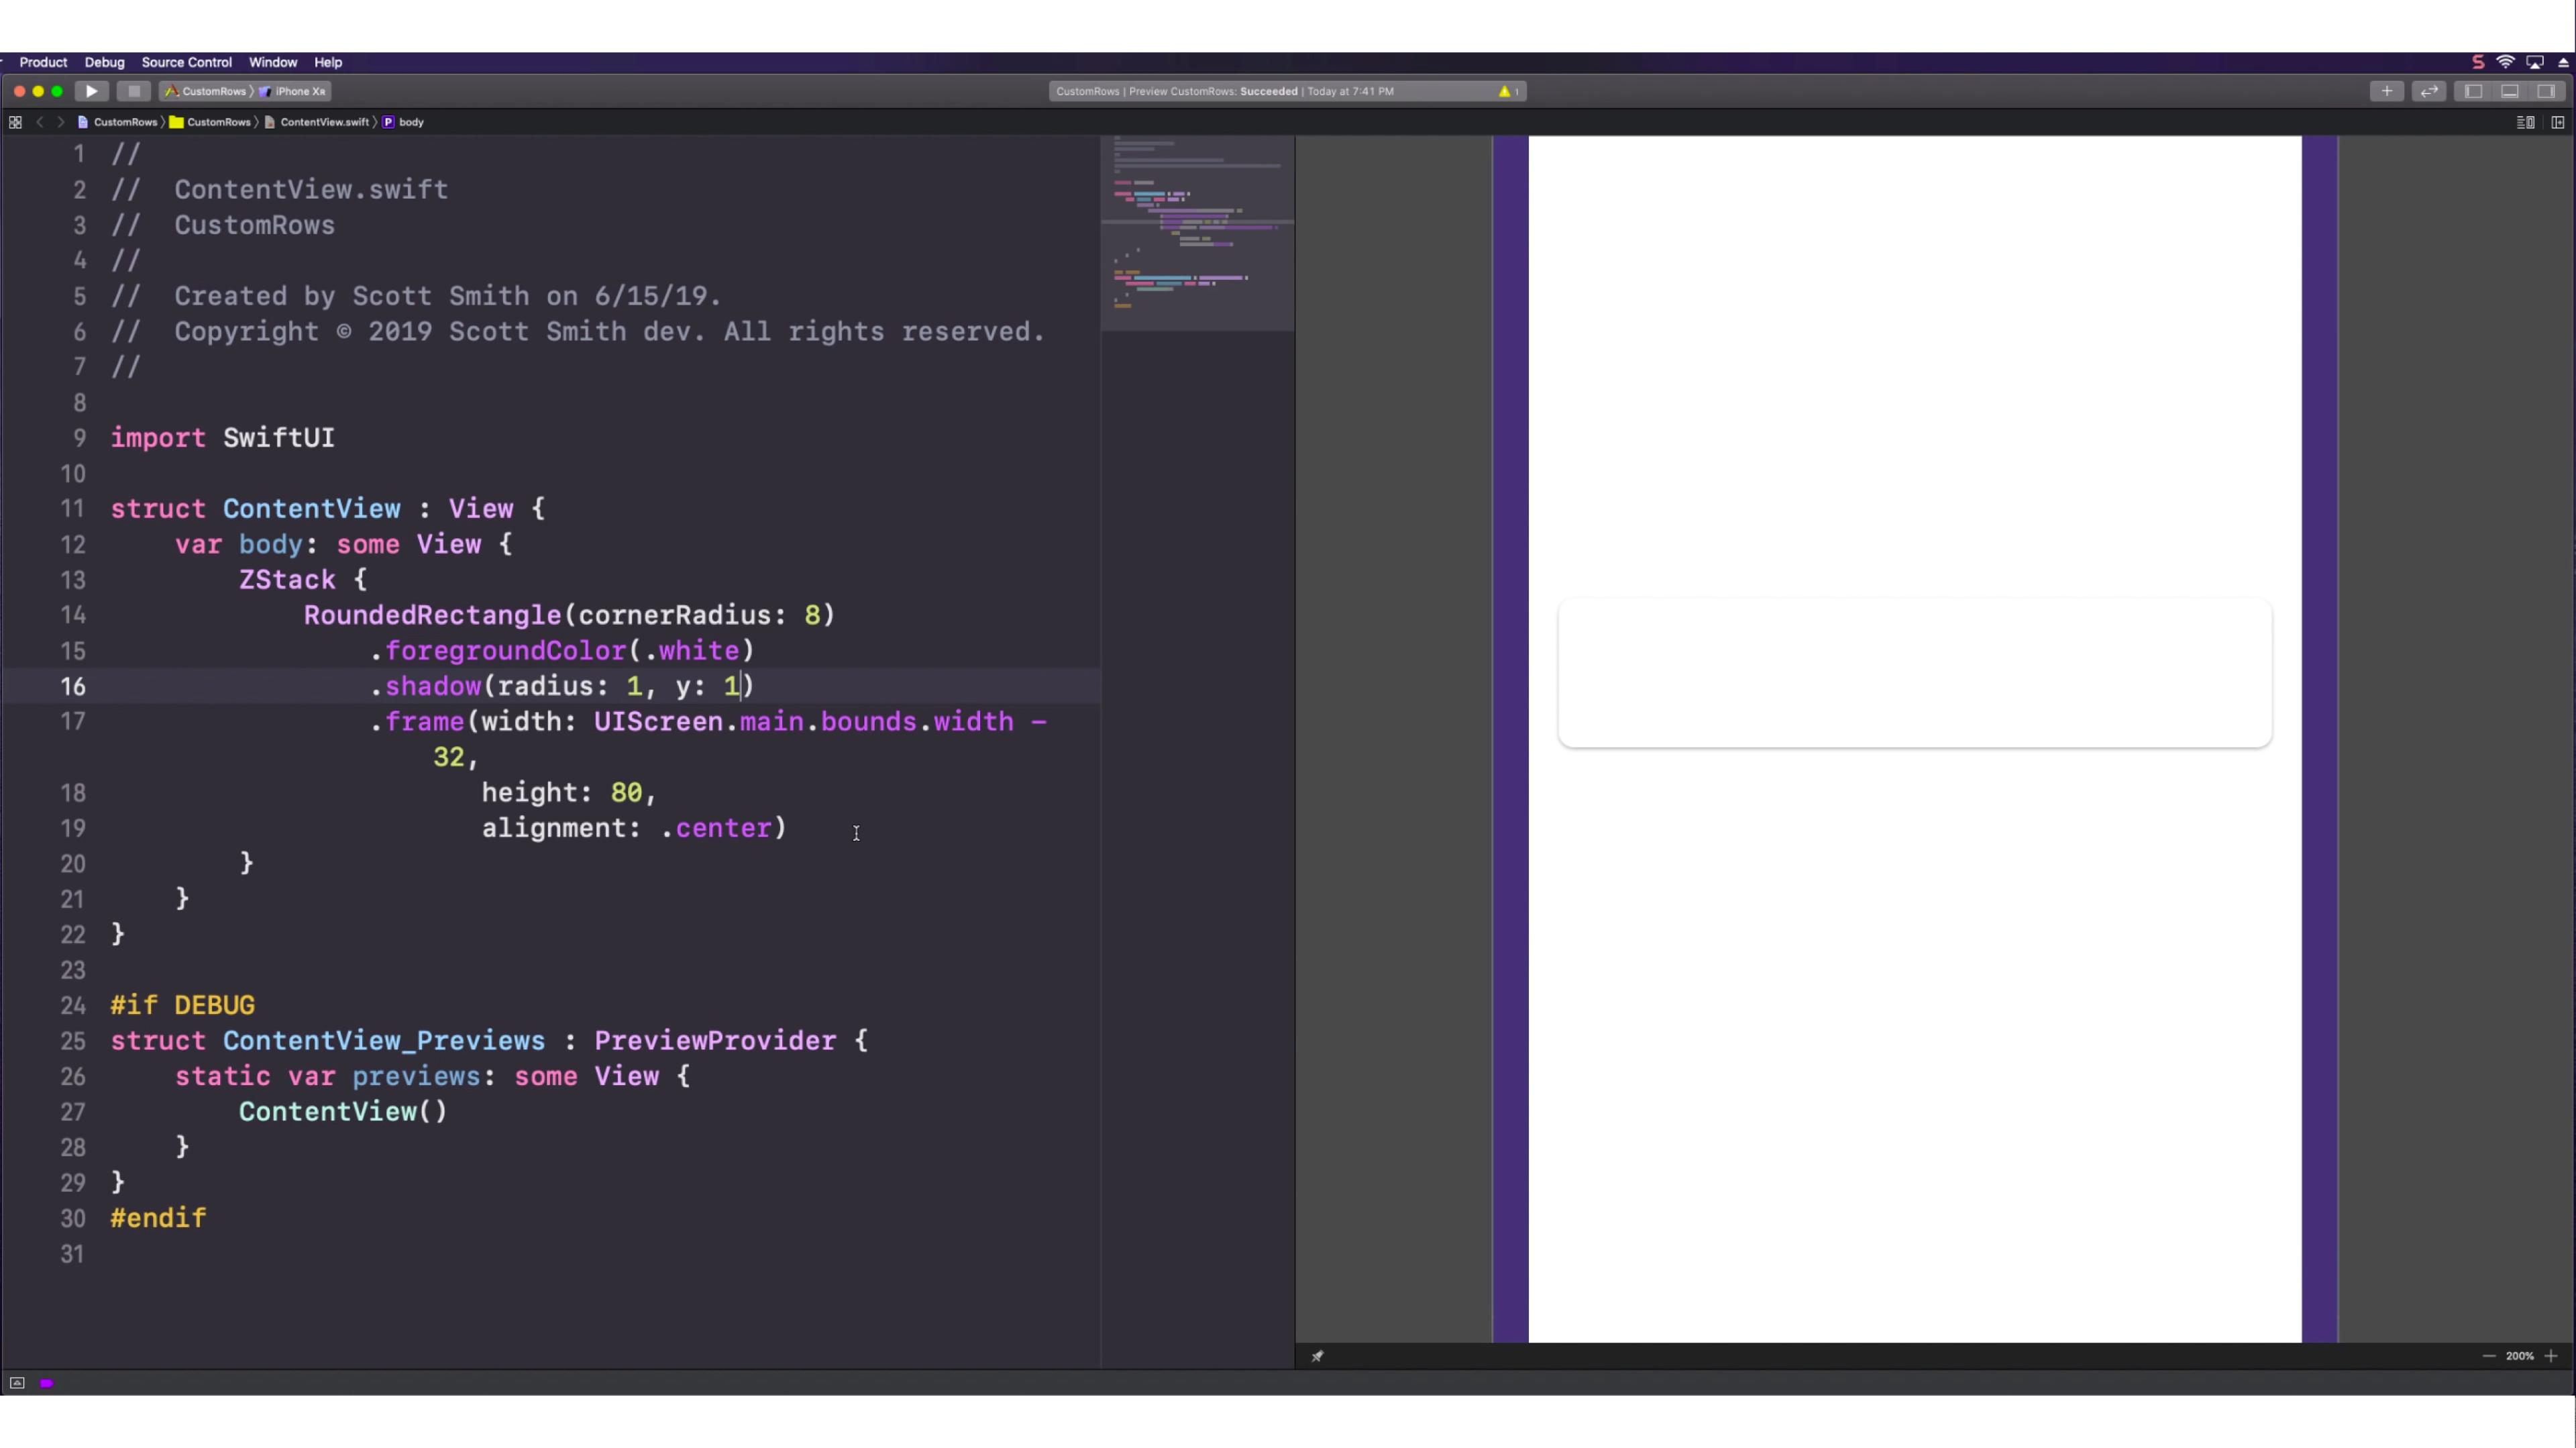 Product Debug Source Control Window Help
CustomRows 〉 iPhone XR
CustomRows | Preview CustomRows: Succeeded | Today at 7:41 PM
1
CustomRows 〉 CustomRows 〉 ContentView.swift 〉 P body
1 //
2 //  ContentView.swift
3 //  CustomRows
4 //
5 //  Created by Scott Smith on 6/15/19.
6 //  Copyright © 2019 Scott Smith dev. All rights reserved.
7 //
8
9 import SwiftUI
10
11 struct ContentView : View {
12     var body: some View {
13         ZStack {
14             RoundedRectangle(cornerRadius: 8)
15                 .foregroundColor(.white)
16                 .shadow(radius: 1, y: 1)
17                 .frame(width: UIScreen.main.bounds.width -
                    32,
18                        height: 80,
19                        alignment: .center)
20         }
21     }
22 }
23
24 #if DEBUG
25 struct ContentView_Previews : PreviewProvider {
26     static var previews: some View {
27         ContentView()
28     }
29 }
30 #endif
31
200%